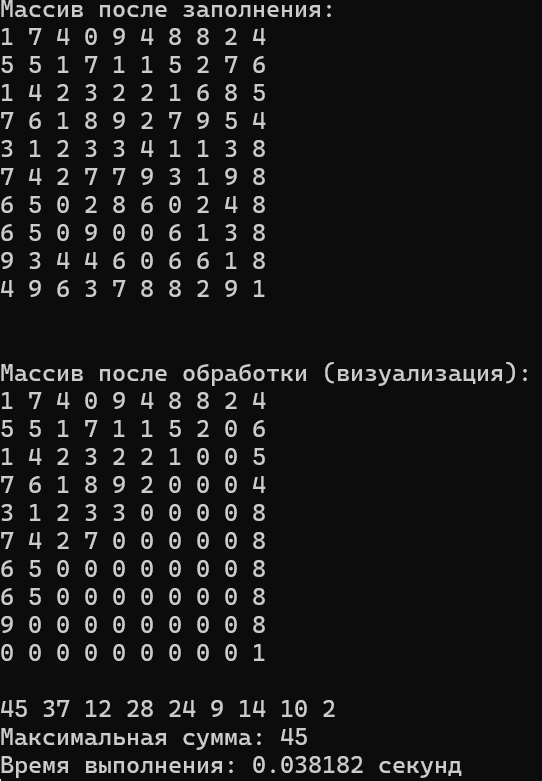 Массив после заполнения:
1 7 4 0 9 4 8 8 2 4
5 5 1 7 1 1 5 2 7 6
1 4 2 3 2 2 1 6 8 5
7 6 1 8 9 2 7 9 5 4
3 1 2 3 3 4 1 1 3 8
7 4 2 7 7 9 3 1 9 8
6 5 0 2 8 6 0 2 4 8
6 5 0 9 0 0 6 1 3 8
9 3 4 4 6 0 6 6 1 8
4 9 6 3 7 8 8 2 9 1
Массив после обработки (визуализация):
1 7 4 0 9 4 8 8 2 4
5 5 1 7 1 1 5 2 0 6
1 4 2 3 2 2 1 0 0 5
7 6 1 8 9 2 0 0 0 4
3 1 2 3 3 0 0 0 0 8
7 4 2 7 0 0 0 0 0 8
6 5 0 0 0 0 0 0 0 8
6 5 0 0 0 0 0 0 0 8
9 0 0 0 0 0 0 0 0 8
0 0 0 0 0 0 0 0 0 1
45 37 12 28 24 9 14 10 2
Максимальная сумма: 45
Время выполнения: 0.038182 секунд